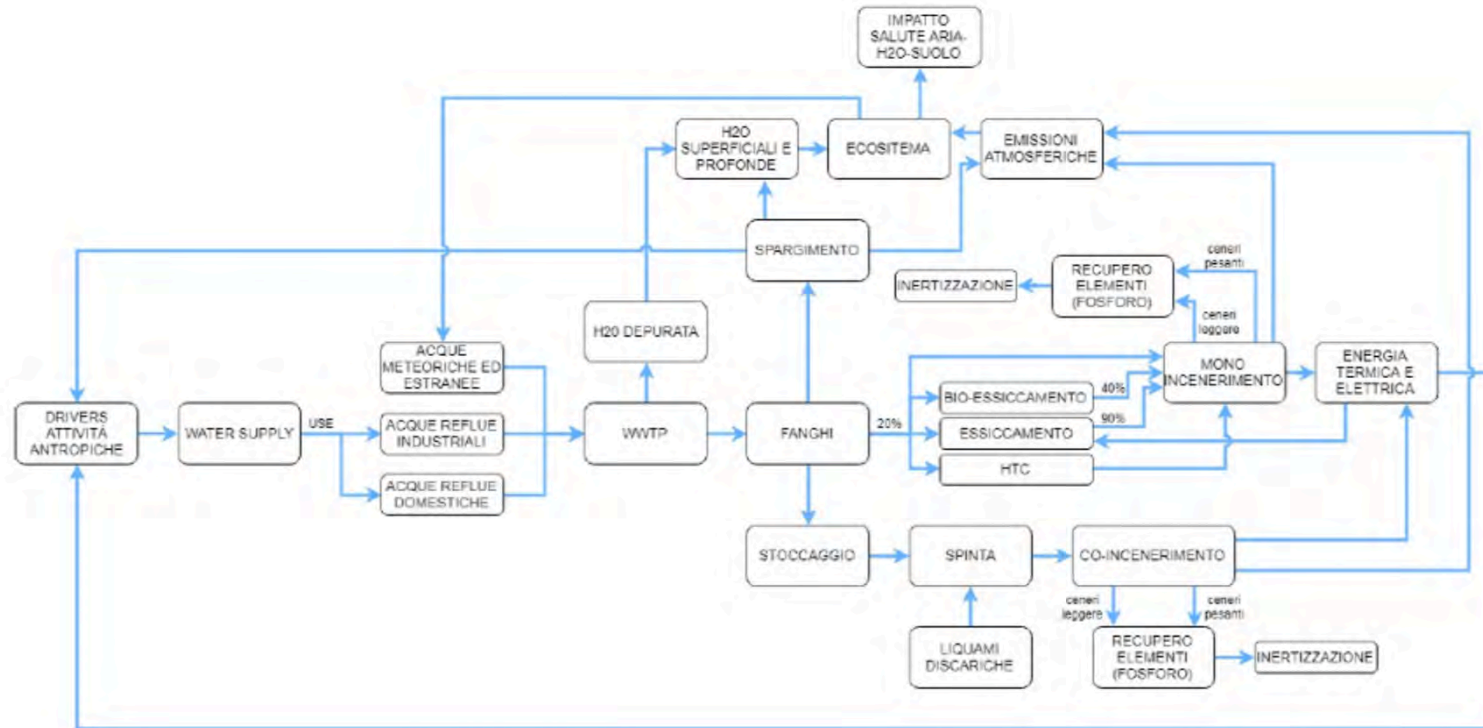 IMPATTO
SALUTE ARIA-
H2O-SUOLO
H2O
SUPERFICIALI E
PROFONDE
ECOSITEMA
EMISSIONI
ATMOSFERICHE
SPARGIMENTO
INERTIZZAZIONE
RECUPERO
ELEMENTI
(FOSFORO)
ceneri
pesanti
ceneri
leggere
H20 DEPURATA
ACQUE
METEORICHE ED
ESTRANEE
MONO
INCENERIMENTO
ENERGIA
TERMICA E
ELETTRICA
DRIVERS
ATTIVITÀ
ANTROPICHE
WATER SUPPLY
USE
ACQUE REFLUE
INDUSTRIALI
ACQUE REFLUE
DOMESTICHE
WWTP
FANGHI
20%
BIO-ESSICCAMENTO
40%
ESSICCAMENTO
90%
HTC
STOCCAGGIO
SPINTA
CO-INCENERIMENTO
LIQUAMI
DISCARICHE
ceneri
leggere
ceneri
pesanti
RECUPERO
ELEMENTI
(FOSFORO)
INERTIZZAZIONE